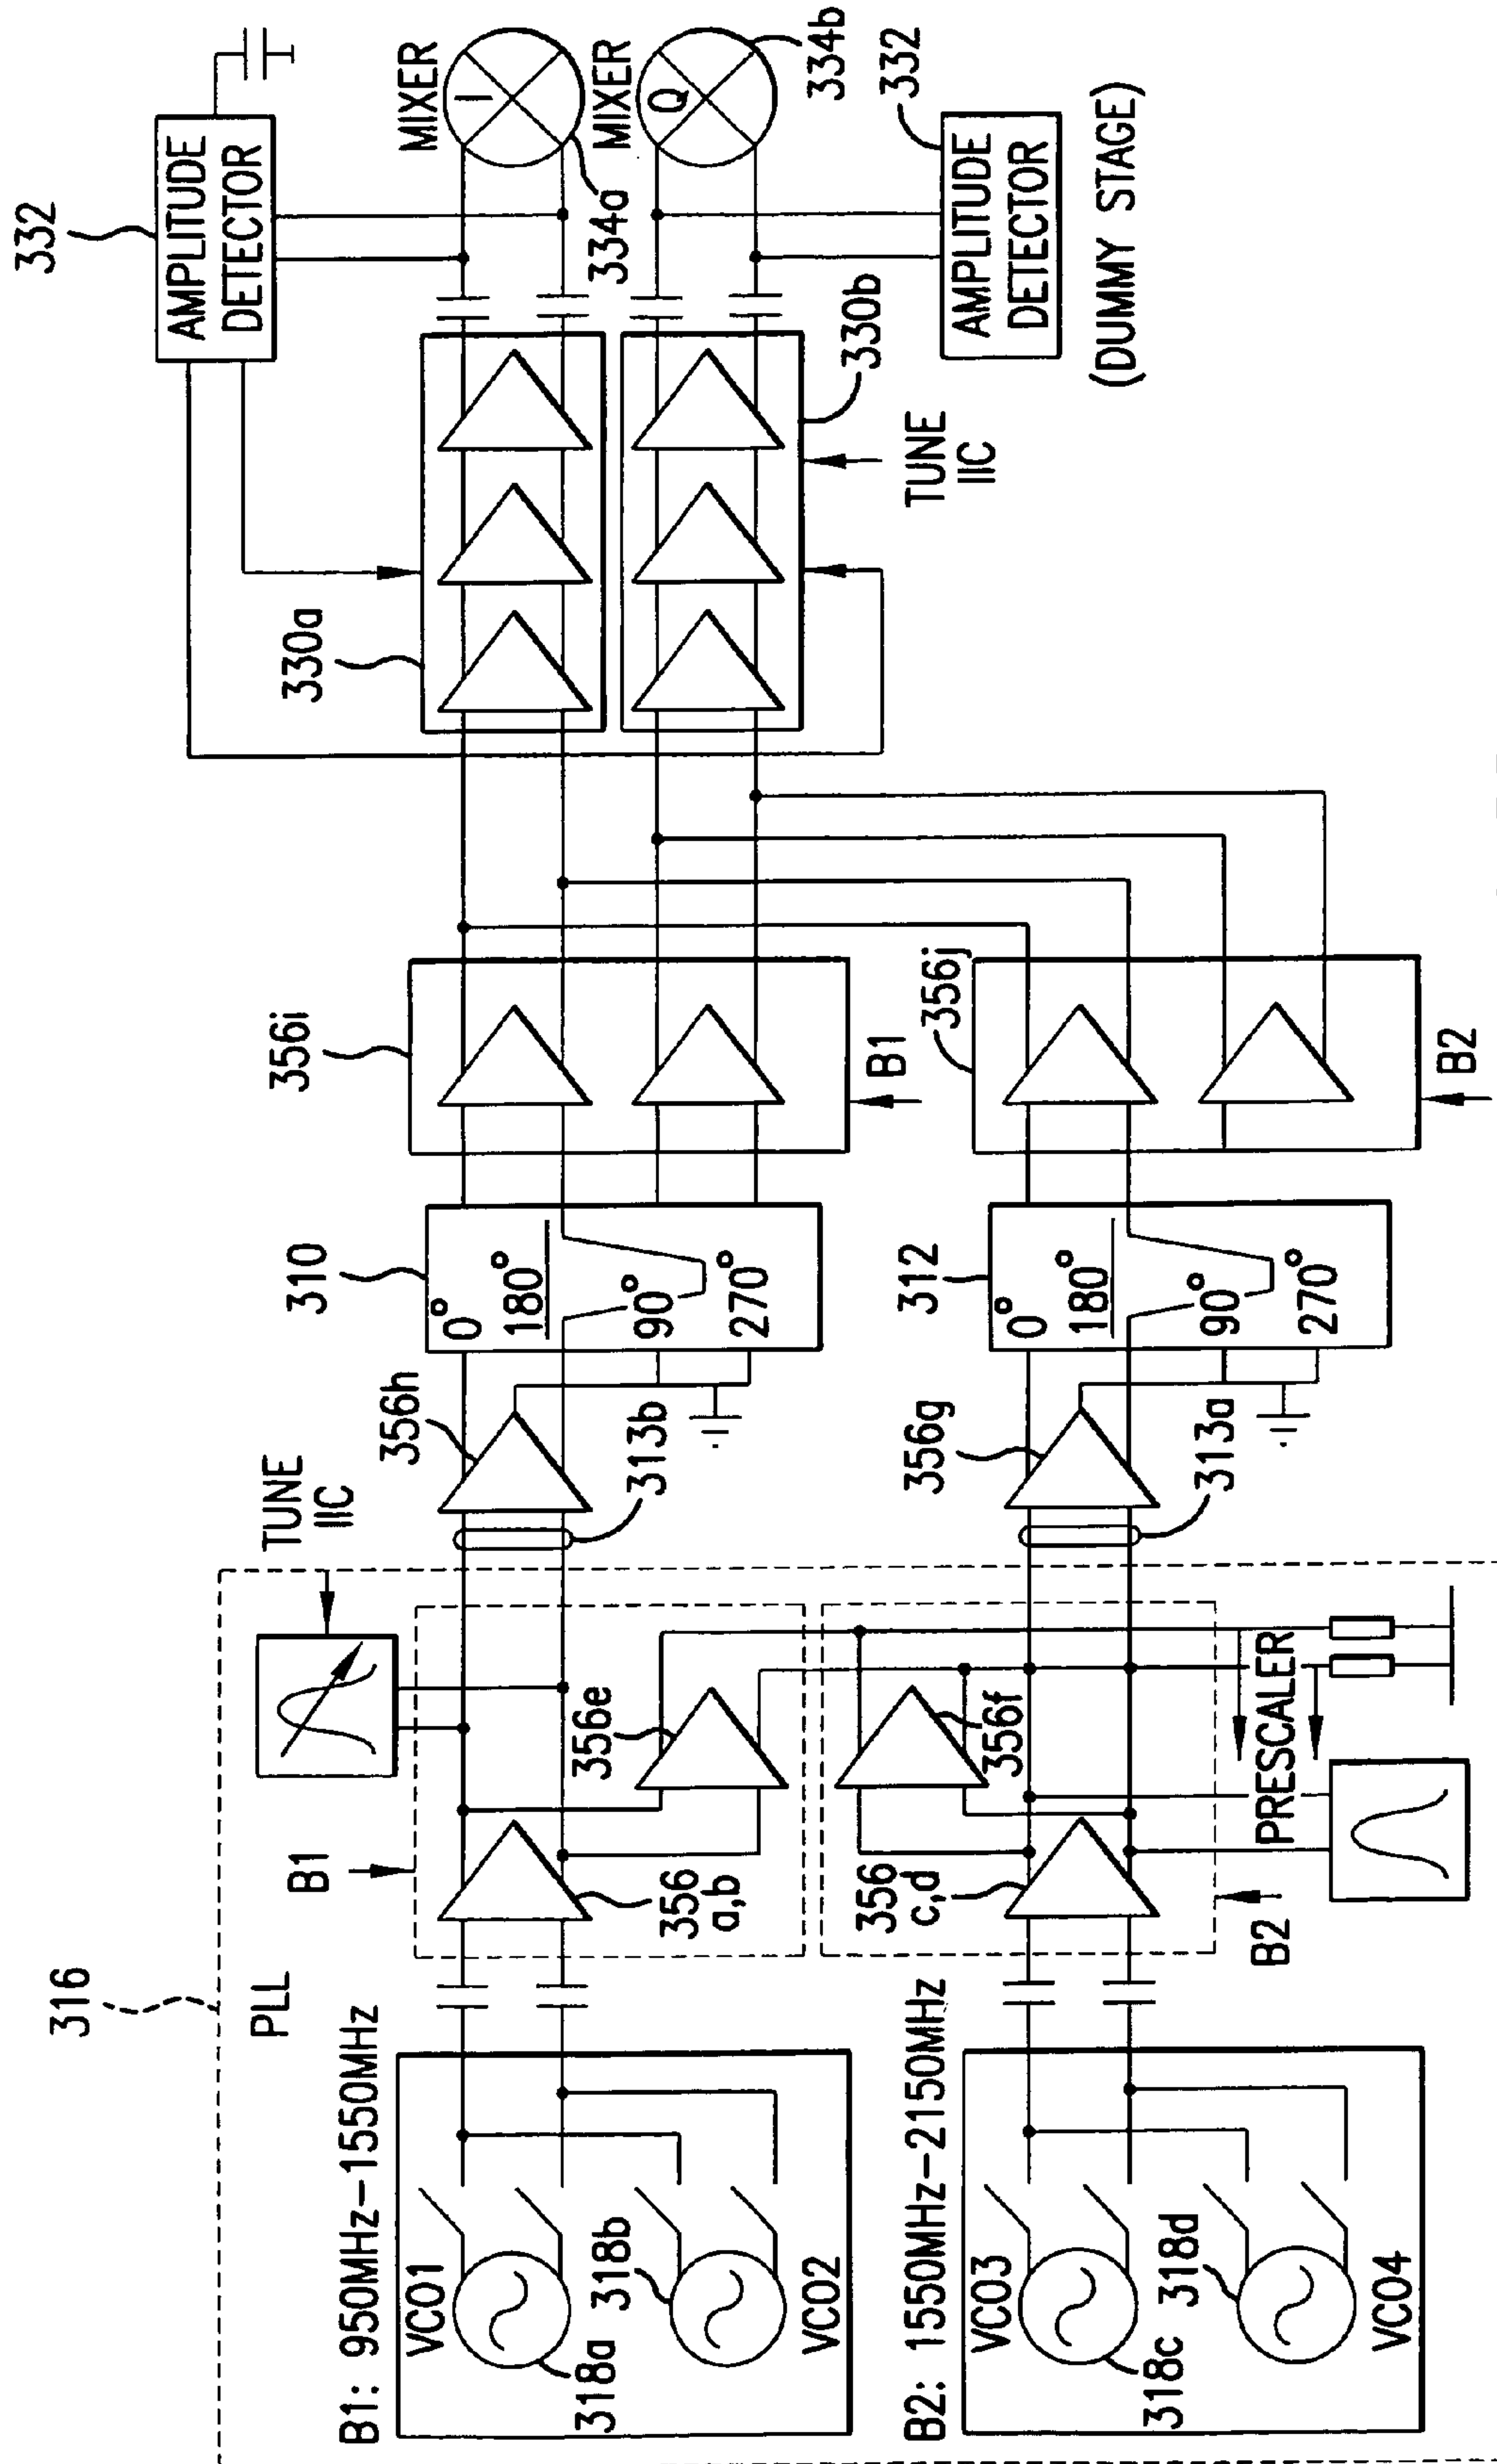 316
PLL
B1: 950MHz-1550MHz
VCO1
318a
318b
VCO2
B2: 1550MHz-2150MHz
VCO3
318c
318d
VCO4
B1
356
a,b
356e
356
c,d
356f
B2
PRESCALER
TUNE
IIC
356h
313b
356g
313a
310
0°
180°
90°
270°
312
0°
180°
90°
270°
356i
B1
356j
B2
330a
330b
TUNE
IIC
332
AMPLITUDE
DETECTOR
MIXER
I
334a
MIXER
Q
334b
332
AMPLITUDE
DETECTOR
(DUMMY STAGE)